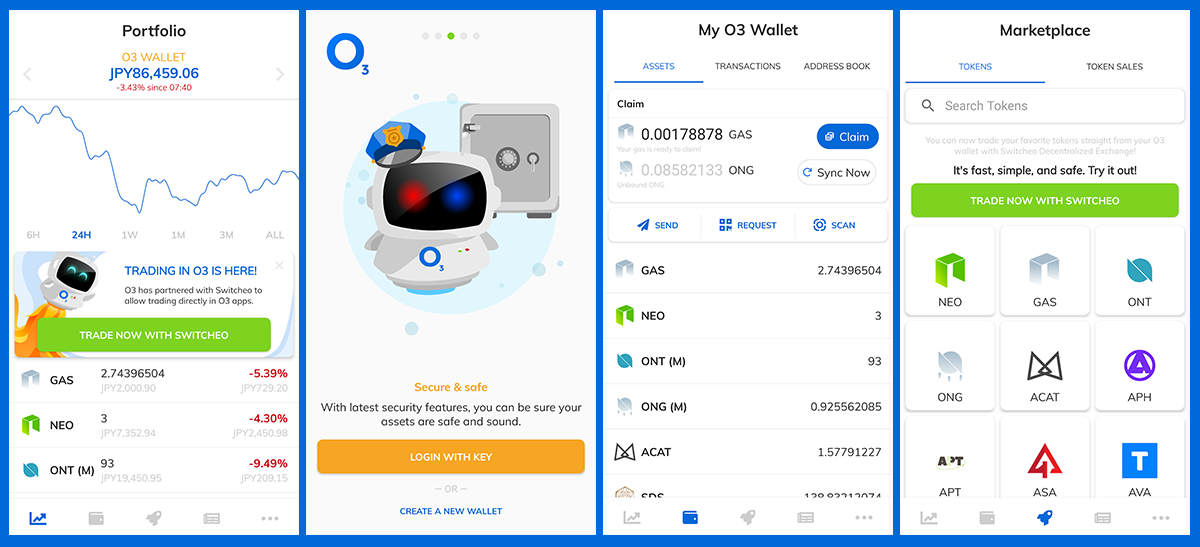 Portfolio
O3 WALLET
JPY86,459.06
-3.43% since 07:40
6H 24H 1W 1M 3M ALL
TRADING IN O3 IS HERE!
O3 has partnered with Switcheo to
allow trading directly in O3 apps.
TRADE NOW WITH SWITCHEO
GAS 2.74396504 -5.39%
JPY2,000.90 JPY729.20
NEO 3 -4.30%
JPY7,352.94 JPY2,450.98
ONT (M) 93 -9.49%
JPY19,450.95 JPY209.15
O3
O3
Secure & safe
With latest security features, you can be sure your
assets are safe and sound.
LOGIN WITH KEY
OR
CREATE A NEW WALLET
My O3 Wallet
ASSETS TRANSACTIONS ADDRESS BOOK
Claim
0.00178878 GAS Claim
Your gas is ready to claim!
0.08582133 ONG Sync Now
Unbound ONG
SEND REQUEST SCAN
GAS 2.74396504
NEO 3
ONT (M) 93
ONG (M) 0.925562085
ACAT 1.57791227
SDS 138.83212074
Marketplace
TOKENS TOKEN SALES
Search Tokens
You can now trade your favorite tokens straight from your O3
wallet with Switcheo Decentralized Exchange!
It's fast, simple, and safe. Try it out!
TRADE NOW WITH SWITCHEO
NEO GAS ONT
ONG ACAT APH
APT
T
APT ASA AVA